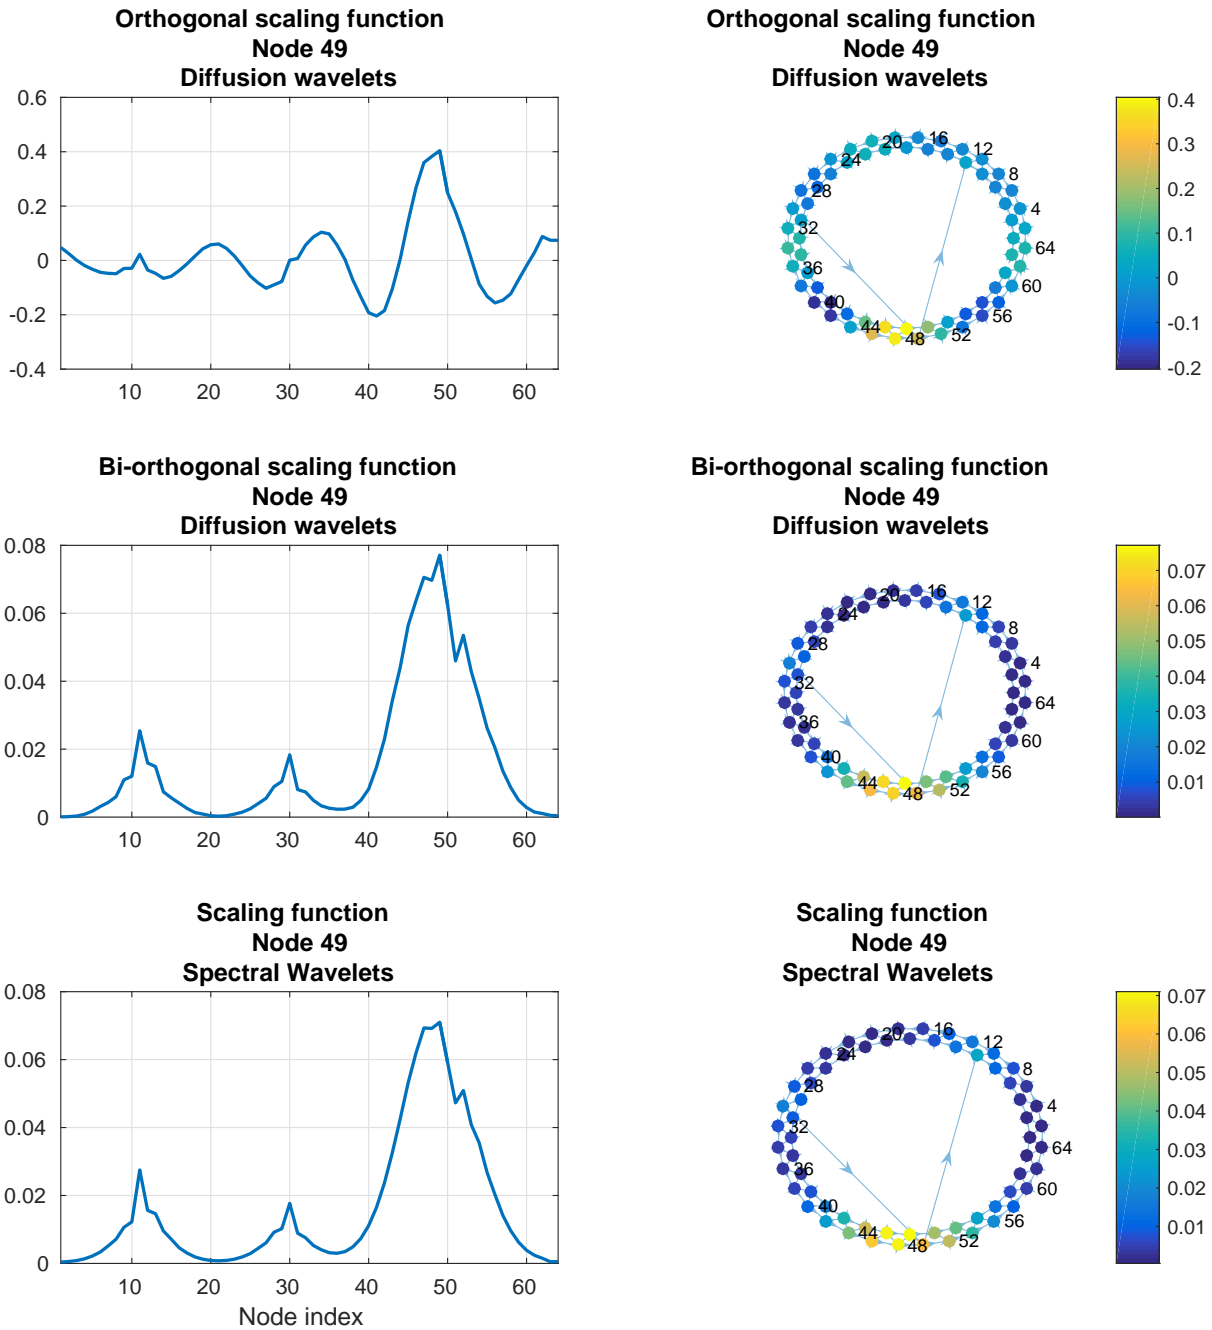 Orthogonal scaling function
Node 49
Diffusion wavelets
0.6
0.4
0.2
0
-0.2
-0.4
10 20 30 40 50 60
Orthogonal scaling function
Node 49
Diffusion wavelets
20 16 12 24 8 28 4 32 64 36 60 40 56 44 48 52
0.4
0.3
0.2
0.1
0
-0.1
-0.2
Bi-orthogonal scaling function
Node 49
Diffusion wavelets
0.08
0.06
0.04
0.02
0
10 20 30 40 50 60
Bi-orthogonal scaling function
Node 49
Diffusion wavelets
20 16 12 24 8 28 4 32 64 36 60 40 56 44 48 52
0.07
0.06
0.05
0.04
0.03
0.02
0.01
Scaling function
Node 49
Spectral Wavelets
0.08
0.06
0.04
0.02
0
10 20 30 40 50 60
Node index
Scaling function
Node 49
Spectral Wavelets
20 16 12 24 8 28 4 32 64 36 60 40 56 44 48 52
0.07
0.06
0.05
0.04
0.03
0.02
0.01